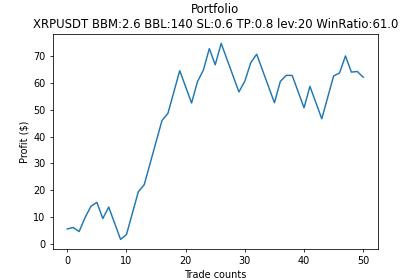 Portfolio
XRPUSDT BBM:2.6 BBL:140 SL:0.6 TP:0.8 lev:20 WinRatio:61.0
70
60
50
40
30
20
10
0
Profit ($)
0 10 20 30 40 50
Trade counts